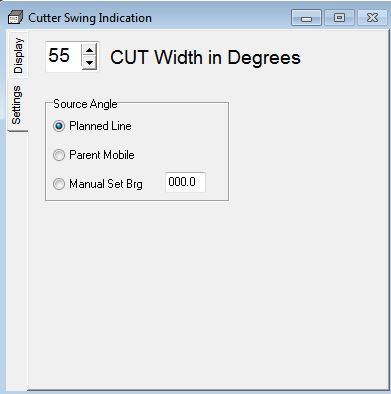 Cutter Swing Indication
Display
Settings
55 CUT Width in Degrees
Source Angle
Planned Line
Parent Mobile
Manual Set Brg 000.0